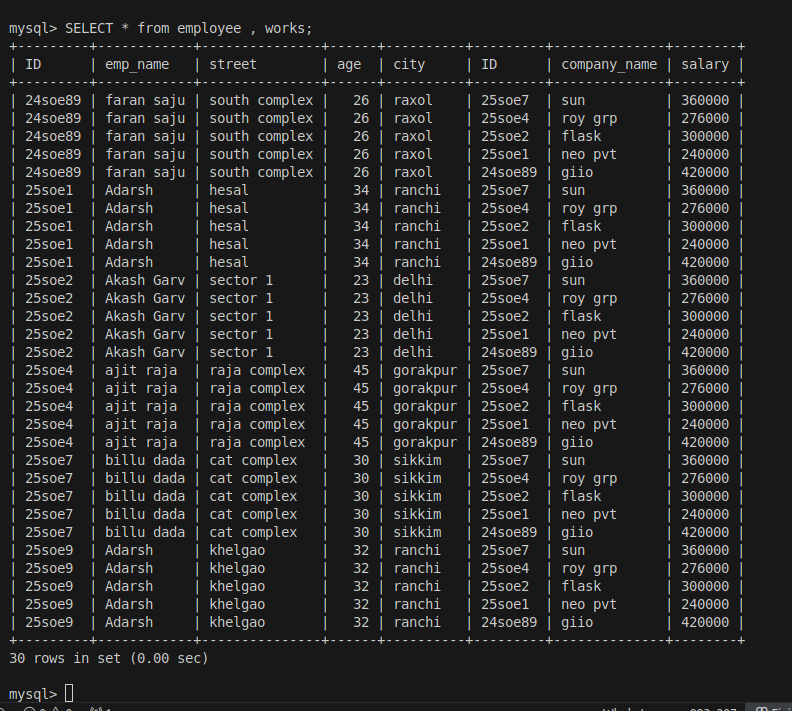 mysql> SELECT * from employee , works;
+---------+------------+---------------+------+----------+---------+--------------+--------+
| ID      | emp_name   | street        | age  | city     | ID      | company_name | salary |
+---------+------------+---------------+------+----------+---------+--------------+--------+
| 24soe89 | faran saju | south complex |   26 | raxol    | 25soe7  | sun          | 360000 |
| 24soe89 | faran saju | south complex |   26 | raxol    | 25soe4  | roy grp      | 276000 |
| 24soe89 | faran saju | south complex |   26 | raxol    | 25soe2  | flask        | 300000 |
| 24soe89 | faran saju | south complex |   26 | raxol    | 25soe1  | neo pvt      | 240000 |
| 24soe89 | faran saju | south complex |   26 | raxol    | 24soe89 | giio         | 420000 |
| 25soe1  | Adarsh     | hesal         |   34 | ranchi   | 25soe7  | sun          | 360000 |
| 25soe1  | Adarsh     | hesal         |   34 | ranchi   | 25soe4  | roy grp      | 276000 |
| 25soe1  | Adarsh     | hesal         |   34 | ranchi   | 25soe2  | flask        | 300000 |
| 25soe1  | Adarsh     | hesal         |   34 | ranchi   | 25soe1  | neo pvt      | 240000 |
| 25soe1  | Adarsh     | hesal         |   34 | ranchi   | 24soe89 | giio         | 420000 |
| 25soe2  | Akash Garv | sector 1      |   23 | delhi    | 25soe7  | sun          | 360000 |
| 25soe2  | Akash Garv | sector 1      |   23 | delhi    | 25soe4  | roy grp      | 276000 |
| 25soe2  | Akash Garv | sector 1      |   23 | delhi    | 25soe2  | flask        | 300000 |
| 25soe2  | Akash Garv | sector 1      |   23 | delhi    | 25soe1  | neo pvt      | 240000 |
| 25soe2  | Akash Garv | sector 1      |   23 | delhi    | 24soe89 | giio         | 420000 |
| 25soe4  | ajit raja  | raja complex  |   45 | gorakpur | 25soe7  | sun          | 360000 |
| 25soe4  | ajit raja  | raja complex  |   45 | gorakpur | 25soe4  | roy grp      | 276000 |
| 25soe4  | ajit raja  | raja complex  |   45 | gorakpur | 25soe2  | flask        | 300000 |
| 25soe4  | ajit raja  | raja complex  |   45 | gorakpur | 25soe1  | neo pvt      | 240000 |
| 25soe4  | ajit raja  | raja complex  |   45 | gorakpur | 24soe89 | giio         | 420000 |
| 25soe7  | billu dada | cat complex   |   30 | sikkim   | 25soe7  | sun          | 360000 |
| 25soe7  | billu dada | cat complex   |   30 | sikkim   | 25soe4  | roy grp      | 276000 |
| 25soe7  | billu dada | cat complex   |   30 | sikkim   | 25soe2  | flask        | 300000 |
| 25soe7  | billu dada | cat complex   |   30 | sikkim   | 25soe1  | neo pvt      | 240000 |
| 25soe7  | billu dada | cat complex   |   30 | sikkim   | 24soe89 | giio         | 420000 |
| 25soe9  | Adarsh     | khelgao       |   32 | ranchi   | 25soe7  | sun          | 360000 |
| 25soe9  | Adarsh     | khelgao       |   32 | ranchi   | 25soe4  | roy grp      | 276000 |
| 25soe9  | Adarsh     | khelgao       |   32 | ranchi   | 25soe2  | flask        | 300000 |
| 25soe9  | Adarsh     | khelgao       |   32 | ranchi   | 25soe1  | neo pvt      | 240000 |
| 25soe9  | Adarsh     | khelgao       |   32 | ranchi   | 24soe89 | giio         | 420000 |
+---------+------------+---------------+------+----------+---------+--------------+--------+
30 rows in set (0.00 sec)
mysql>